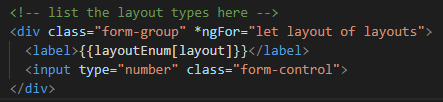 <!-- list the layout types here -->
<div class="form-group" *ngFor="let layout of layouts">
<label>{{layoutEnum[layout]}}</label>
<input type="number" class="form-control">
</div>